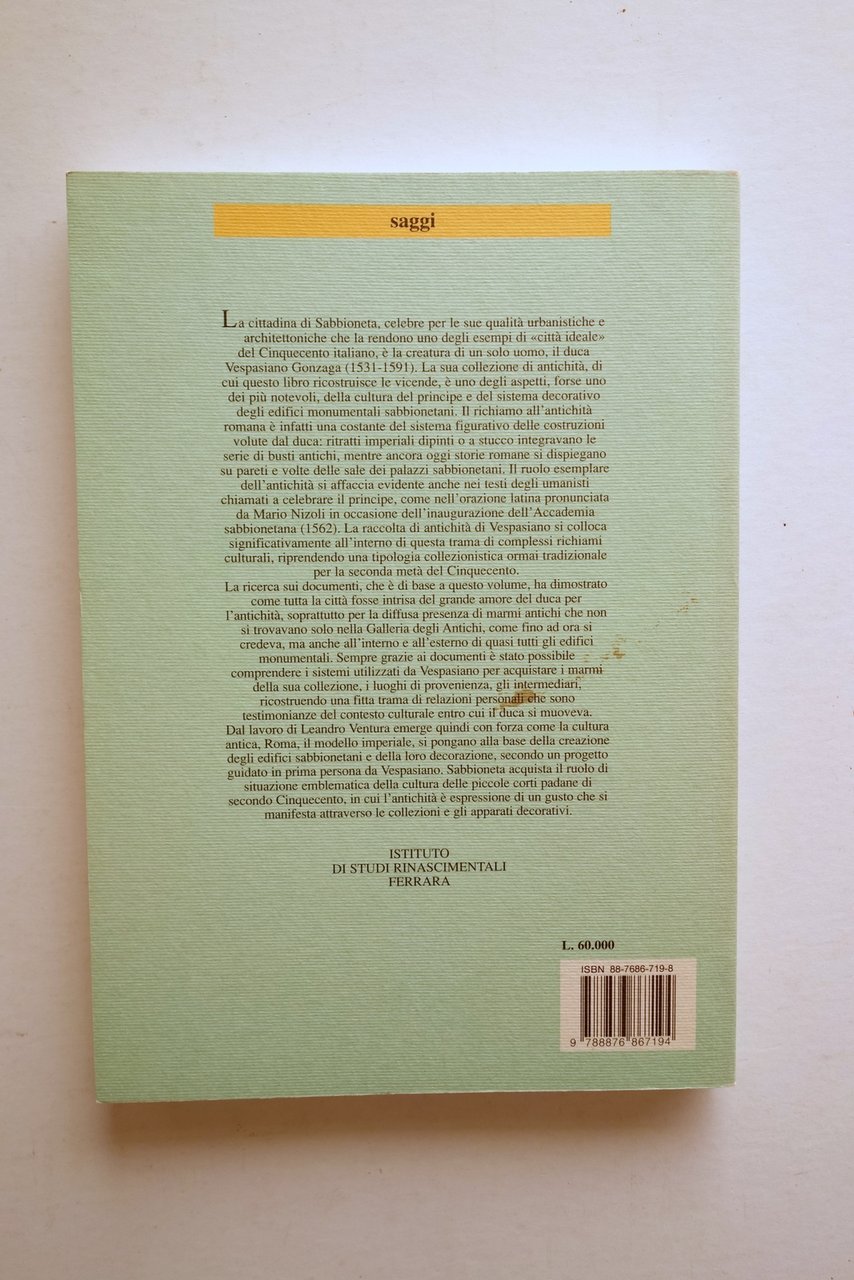 saggi
La cittadina di Sabbioneta, celebre per le sue qualità urbanistiche e
architettoniche che la rendono uno degli esempi di «città ideale»
del Cinquecento italiano, è la creatura di un solo uomo, il duca
Vespasiano Gonzaga (1531-1591). La sua collezione di antichità, di
cui questo libro ricostruisce le vicende, è uno degli aspetti, forse uno
dei più notevoli, della cultura del principe e del sistema decorativo
degli edifici monumentali sabbionetani. Il richiamo all'antichità
romana è infatti una costante del sistema figurativo delle costruzioni
volute dal duca: ritratti imperiali dipinti o a stucco integravano le
serie di busti antichi, mentre ancora oggi storie romane si dispiegano
su pareti e volte delle sale dei palazzi sabbionetani. Il ruolo esemplare
dell'antichità si affaccia evidente anche nei testi degli umanisti
chiamati a celebrare il principe, come nell'orazione latina pronunciata
da Mario Nizoli in occasione dell'inaugurazione dell'Accademia
sabbionetana (1562). La raccolta di antichità di Vespasiano si colloca
significativamente all'interno di questa trama di complessi richiami
culturali, riprendendo una tipologia collezionistica ormai tradizionale
per la seconda metà del Cinquecento.
La ricerca sui documenti, che è di base a questo volume, ha dimostrato
come tutta la città fosse intrisa del grande amore del duca per
l'antichità, soprattutto per la diffusa presenza di marmi antichi che non
si trovavano solo nella Galleria degli Antichi, come fino ad ora si
credeva, ma anche all'interno e all'esterno di quasi tutti gli edifici
monumentali. Sempre grazie ai documenti è stato possibile
comprendere i sistemi utilizzati da Vespasiano per acquistare i marmi
della sua collezione, i luoghi di provenienza, gli intermediari,
ricostruendo una fitta trama di relazioni personali che sono
testimonianze del contesto culturale entro cui il duca si muoveva.
Dal lavoro di Leandro Ventura emerge quindi con forza come la cultura
antica, Roma, il modello imperiale, si pongano alla base della creazione
degli edifici sabbionetani e della loro decorazione, secondo un progetto
guidato in prima persona da Vespasiano. Sabbioneta acquista il ruolo di
situazione emblematica della cultura delle piccole corti padane di
secondo Cinquecento, in cui l'antichità è espressione di un gusto che si
manifesta attraverso le collezioni e gli apparati decorativi.
ISTITUTO
DI STUDI RINASCIMENTALI
FERRARA
L. 60.000
ISBN 88-7686-719-8
9 788876 867194